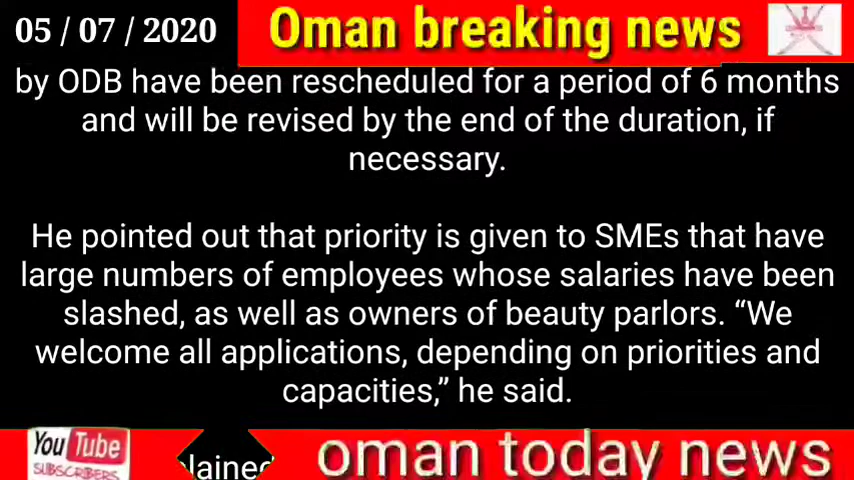 05 / 07 / 2020
Oman breaking news
by ODB have been rescheduled for a period of 6 months
and will be revised by the end of the duration, if
necessary.
He pointed out that priority is given to SMEs that have
large numbers of employees whose salaries have been
slashed, as well as owners of beauty parlors. “We
welcome all applications, depending on priorities and
capacities,” he said.
You Tube
SUBSCRIBERS
oman today news